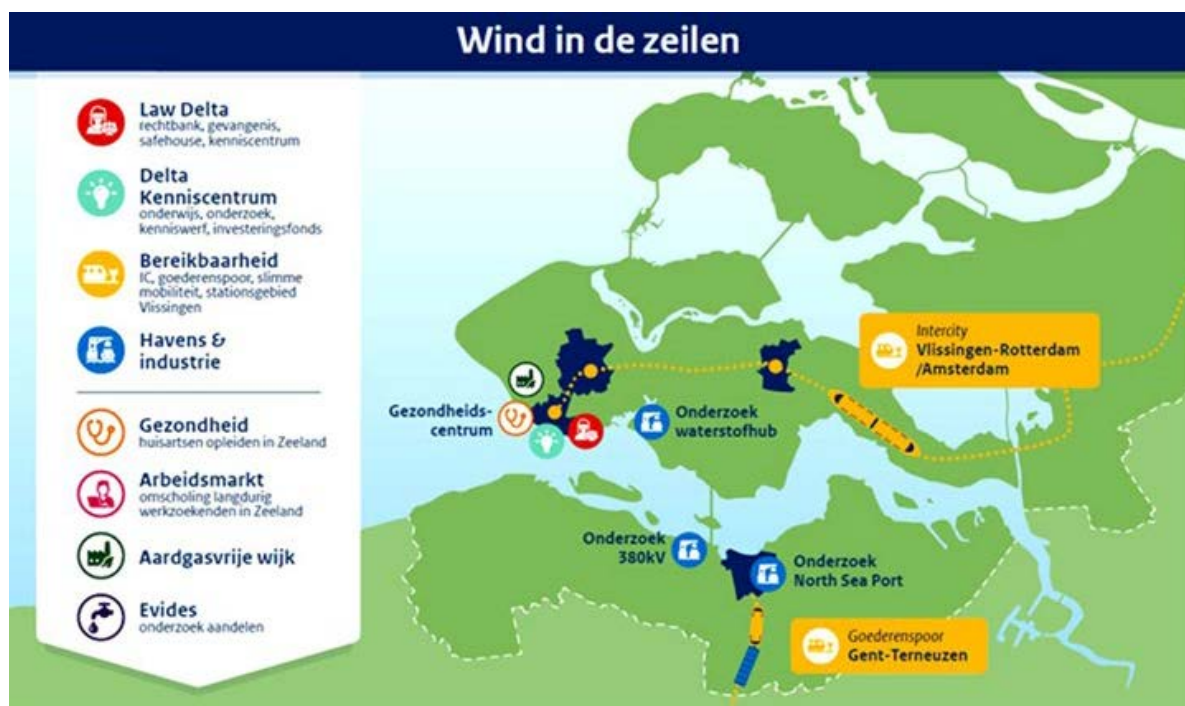 Wind in de zeilen
Law Delta
rechtbank, gevangenis,
safehouse, kenniscentrum
Delta
Kenniscentrum
onderwijs, onderzoek,
kenniswerf, investeringsfonds
Bereikbaarheid
IC, goederenspoor, slimme
mobiliteit, stationsgebied
Vlissingen
Havens &
industrie
Gezondheid
huisartsen opleiden in Zeeland
Arbeidsmarkt
omscholing langdurig
werkzoekenden in Zeeland
Aardgasvrije wijk
Evides
onderzoek aandelen
Intercity
Vlissingen-Rotterdam
/Amsterdam
Gezondheids-
centrum
Onderzoek
waterstofhub
Onderzoek
380kV
Onderzoek
North Sea Port
Goederenspoor
Gent-Terneuzen